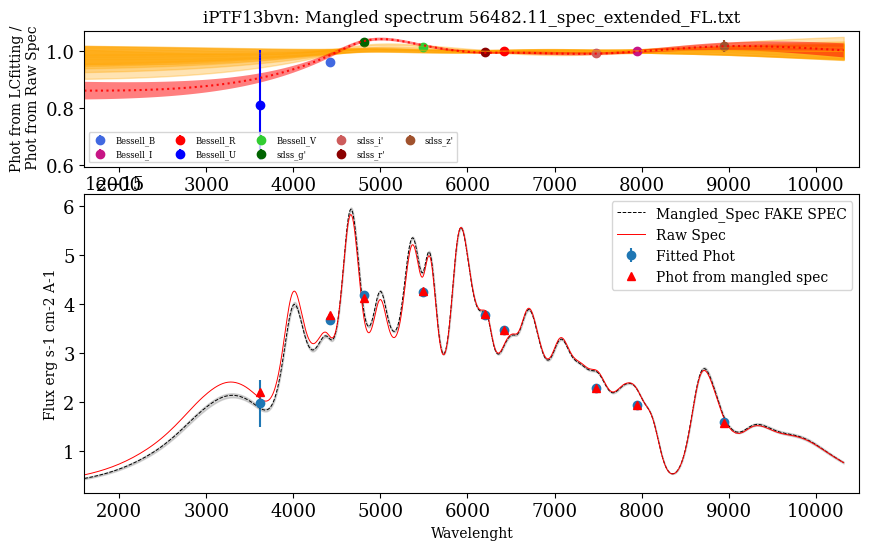 iPTF13bvn: Mangled spectrum 56482.11_spec_extended_FL.txt
Phot from LCfitting /
Phot from Raw Spec
1.0
0.8
0.6
Bessell_B
Bessell_R
Bessell_V
sdss_i'
sdss_z'
Bessell_I
Bessell_U
sdss_g'
sdss_r'
2000 3000 4000 5000 6000 7000 8000 9000 10000
1e−15
Flux erg s-1 cm-2 A-1
6
5
4
3
2
1
Mangled_Spec FAKE SPEC
Raw Spec
Fitted Phot
Phot from mangled spec
2000 3000 4000 5000 6000 7000 8000 9000 10000
Wavelenght